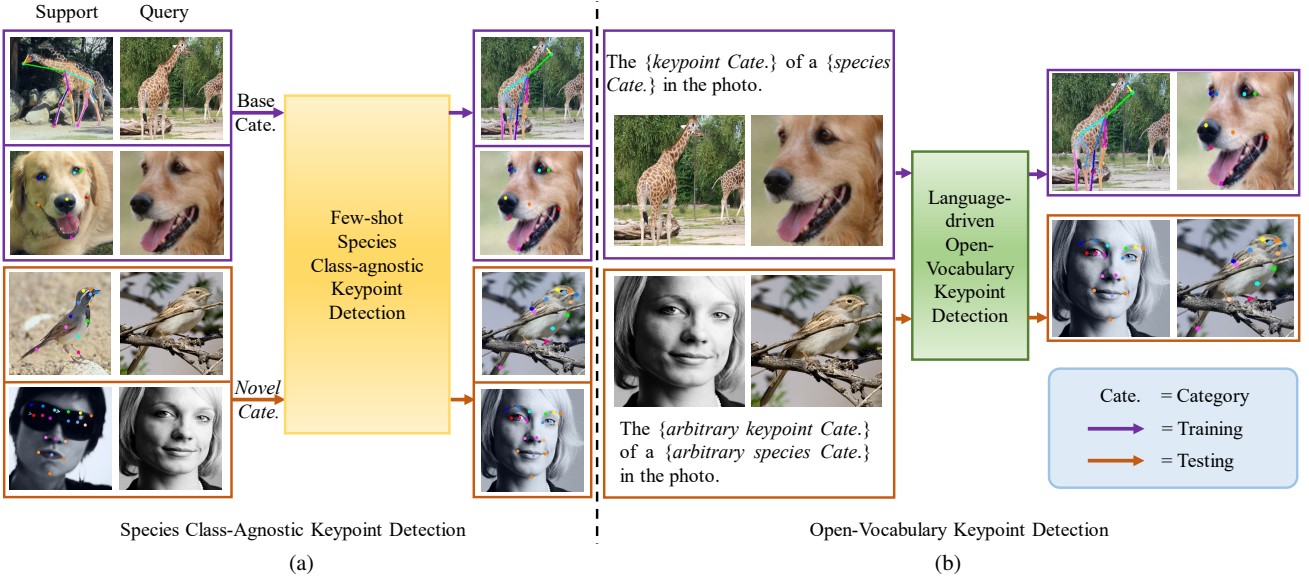 Support
Query
Base
Cate.
Novel
Cate.
Few-shot
Species
Class-agnostic
Keypoint
Detection
Species Class-Agnostic Keypoint Detection
(a)
The {keypoint Cate.} of a {species
Cate.} in the photo.
The {arbitrary keypoint Cate.}
of a {arbitrary species Cate.}
in the photo.
Language-
driven
Open-
Vocabulary
Keypoint
Detection
Cate. = Category
= Training
= Testing
Open-Vocabulary Keypoint Detection
(b)